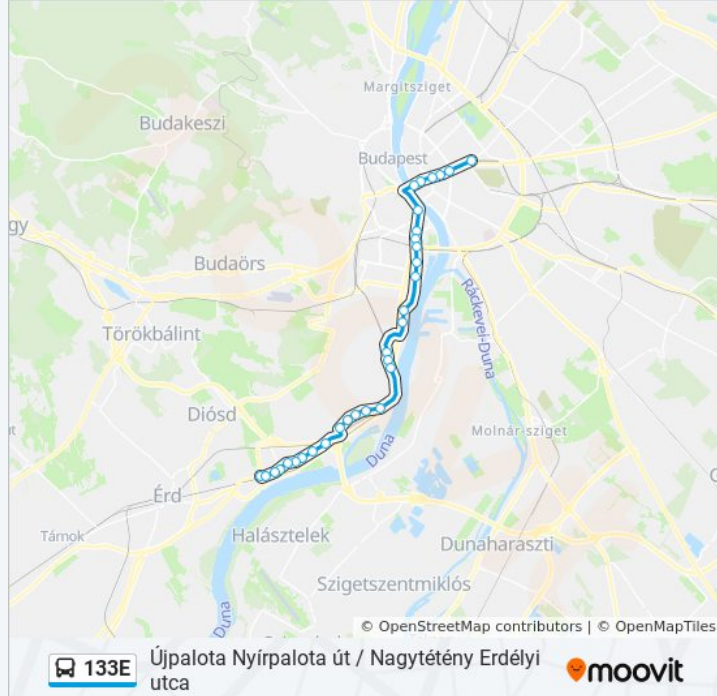 Margitsziget
Budakeszi
Budapest
gy
Budaörs
Ráckevei-Duna
Törökbálint
Diósd
Molnár-sziget
Duna
Érd
Tárnok
Halásztelek
Dunaharaszti
Szigetszentmiklós
Duna
© OpenStreetMap contributors | © OpenMapTiles
133E
Újpalota Nyírpalota út / Nagytétény Erdélyi
utca
moovit